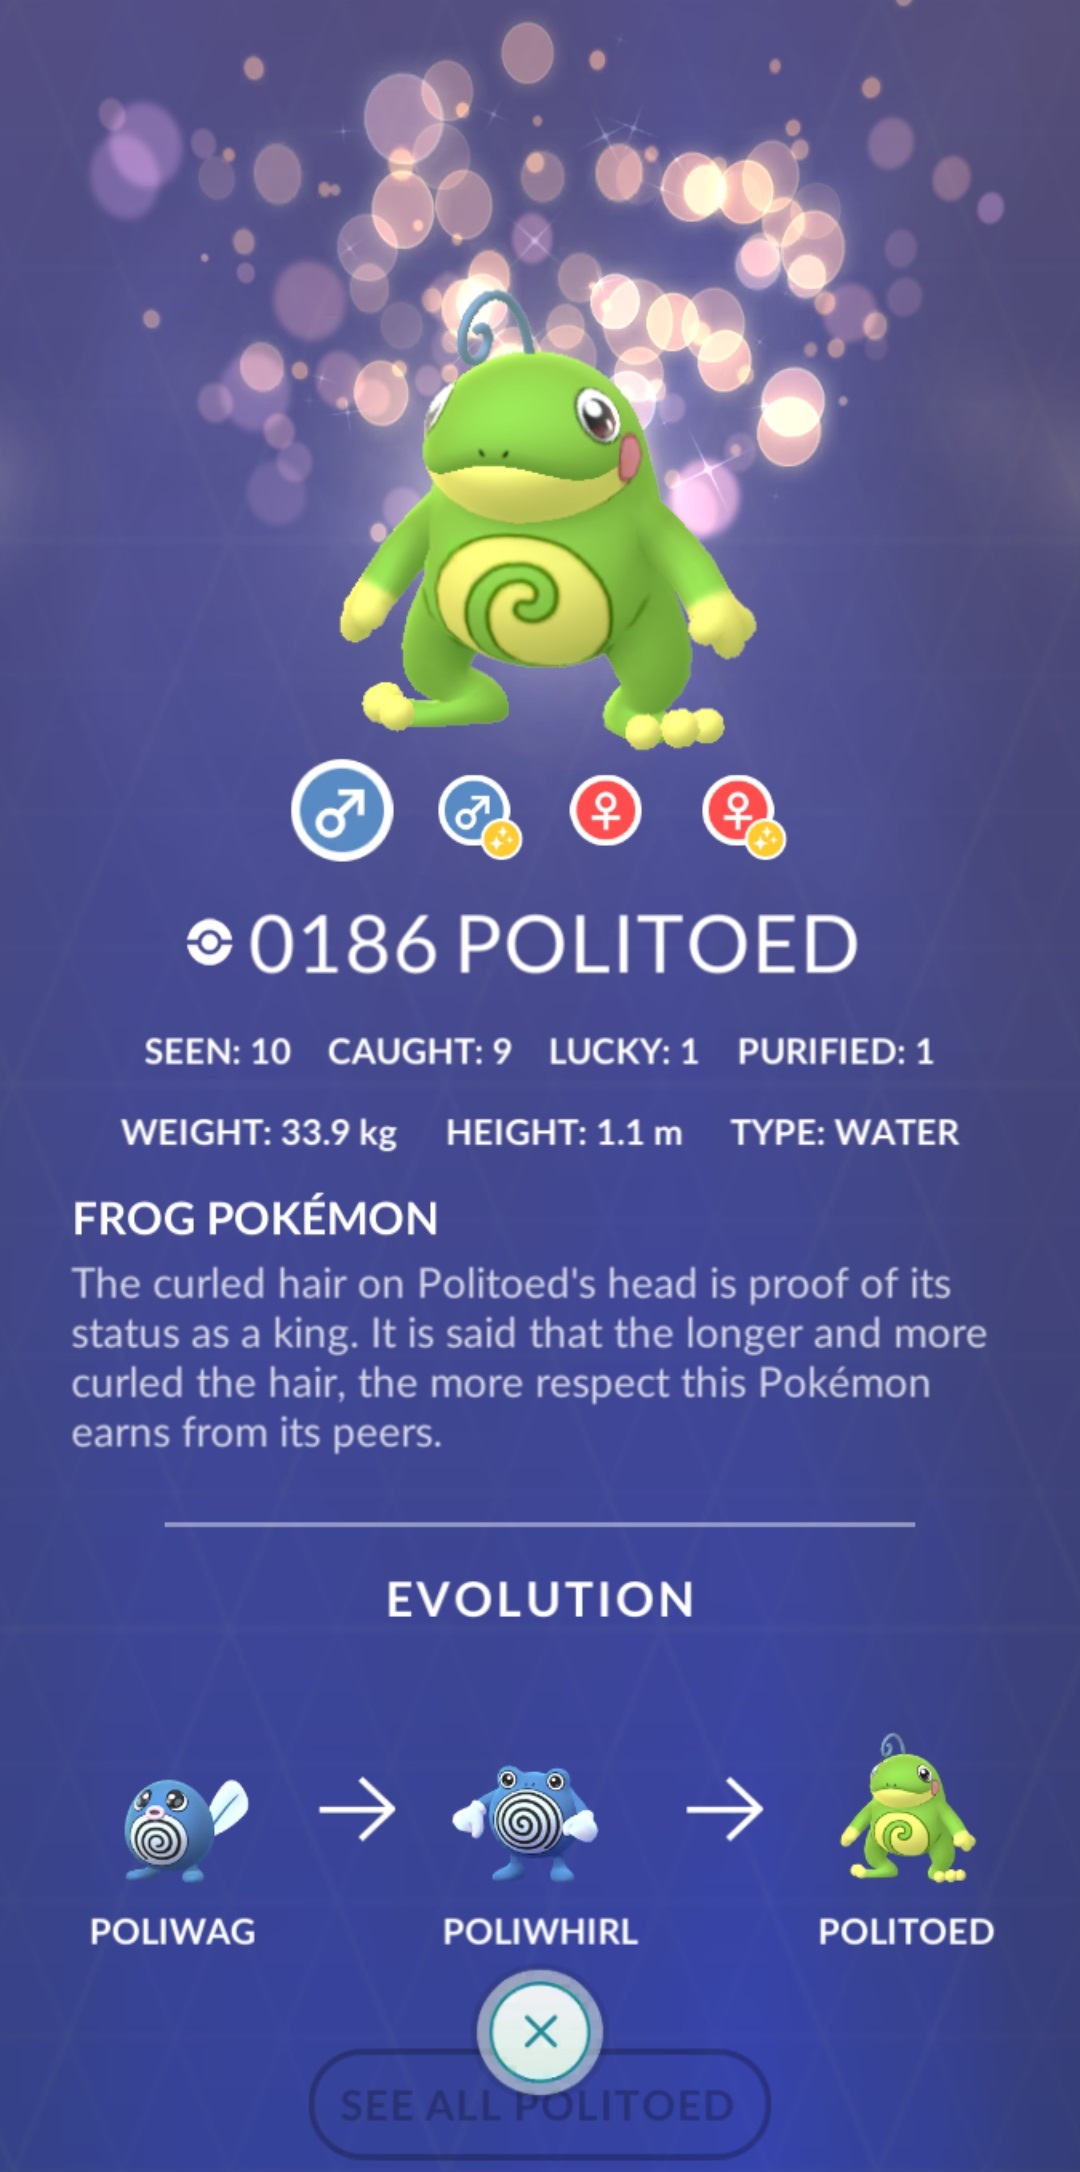 0186 POLITOED
SEEN: 10 CAUGHT: 9 LUCKY: 1 PURIFIED: 1
WEIGHT: 33.9 kg HEIGHT: 1.1 m TYPE: WATER
FROG POKÉMON
The curled hair on Politoed's head is proof of its
status as a king. It is said that the longer and more
curled the hair, the more respect this Pokémon
earns from its peers.
EVOLUTION
POLIWAG POLIWHIRL POLITOED
SEE ALL POLITOED